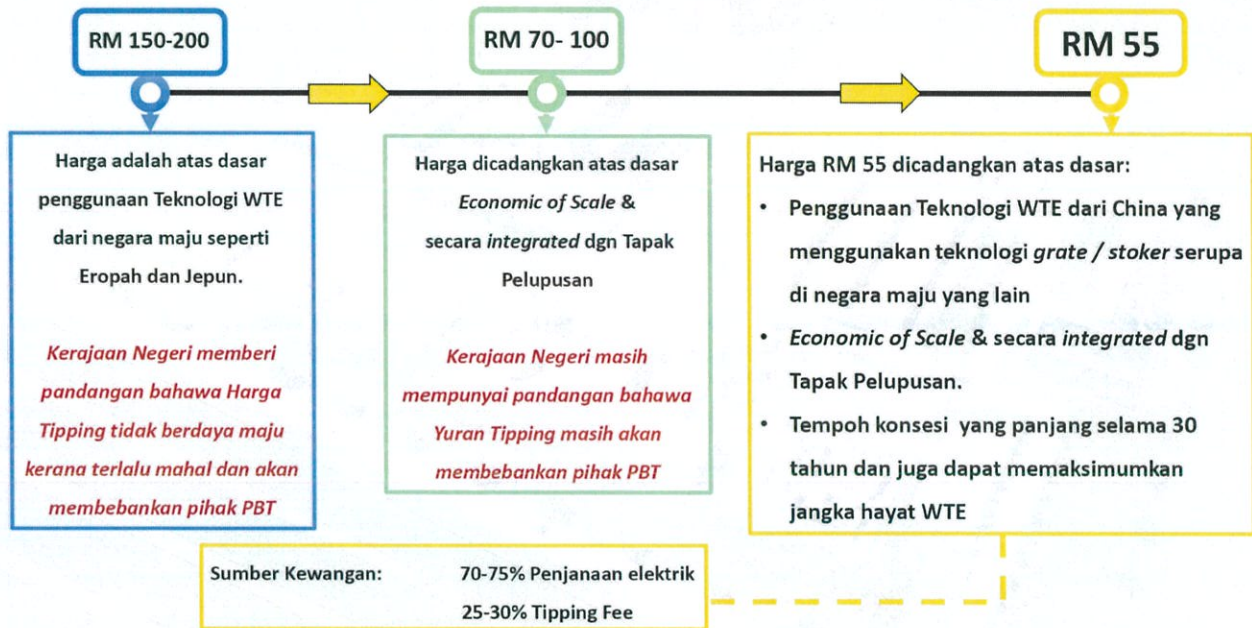 RM 150-200
RM 70- 100
RM 55
Harga adalah atas dasar
penggunaan Teknologi WTE
dari negara maju seperti
Eropah dan Jepun.
Kerajaan Negeri memberi
pandangan bahawa Harga
Tipping tidak berdaya maju
kerana terlalu mahal dan akan
membebankan pihak PBT
Harga dicadangkan atas dasar
Economic of Scale &
secara integrated dgn Tapak
Pelupusan
Kerajaan Negeri masih
mempunyai pandangan bahawa
Yuran Tipping masih akan
membebankan pihak PBT
Harga RM 55 dicadangkan atas dasar:
• Penggunaan Teknologi WTE dari China yang
menggunakan teknologi grate / stoker serupa
di negara maju yang lain
• Economic of Scale & secara integrated dgn
Tapak Pelupusan.
• Tempoh konsesi yang panjang selama 30
tahun dan juga dapat memaksimumkan
jangka hayat WTE
Sumber Kewangan: 70-75% Penjanaan elektrik
25-30% Tipping Fee